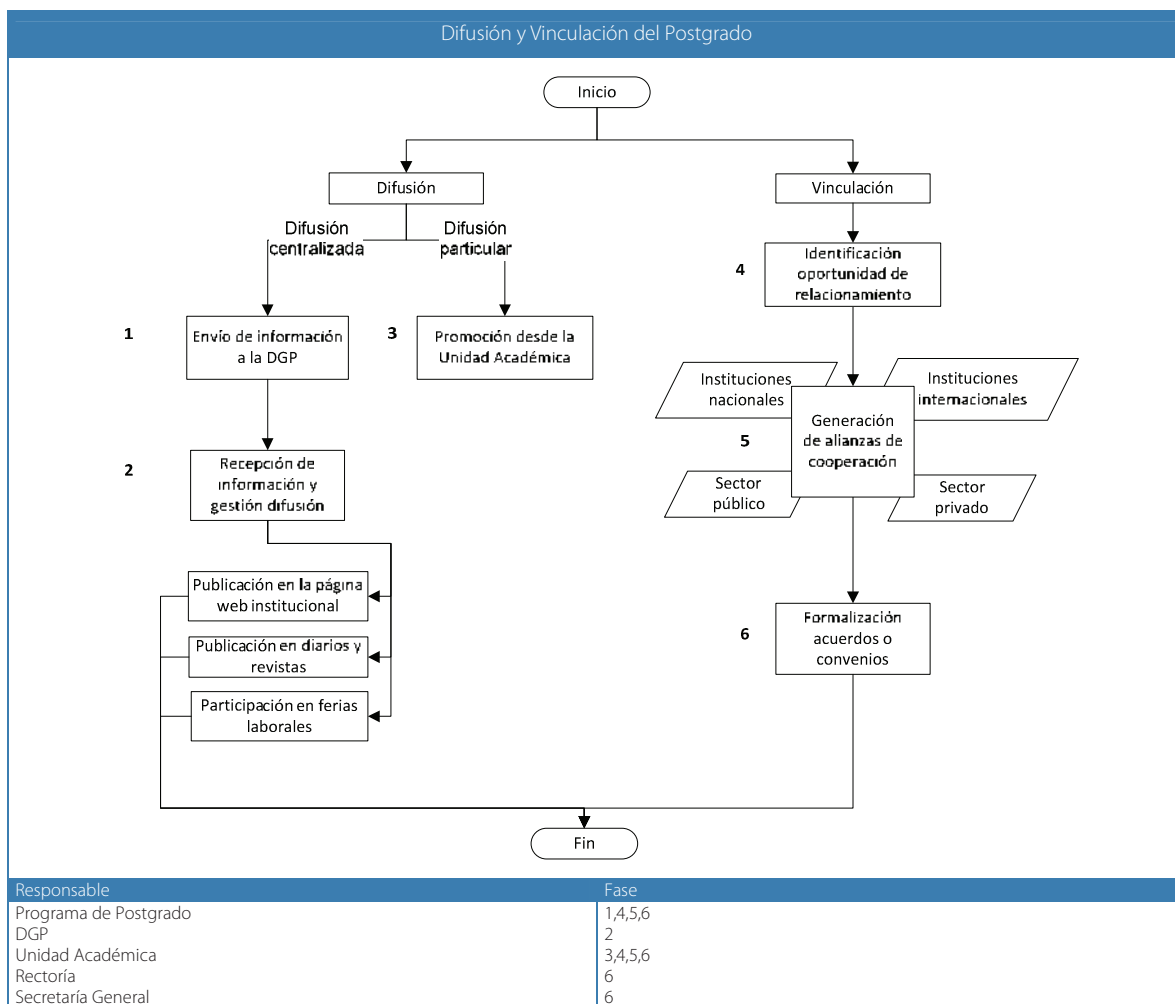 Difusión y Vinculación del Postgrado
Inicio
Difusión
Vinculación
Difusión
centralizada
Difusión
particular
4
Identificación
oportunidad de
relacionamiento
1
Envío de información
a la DGP
3
Promoción desde la
Unidad Académica
Instituciones
nacionales
Instituciones
internacionales
5
Generación
de alianzas de
cooperación
Sector
público
Sector
privado
2
Recepción de
información y
gestión difusión
Publicación en la página
web institucional
Publicación en diarios y
revistas
Participación en ferias
laborales
6
Formalización
acuerdos o
convenios
Fin
Responsable Fase
Programa de Postgrado 1,4,5,6
DGP 2
Unidad Académica 3,4,5,6
Rectoría 6
Secretaría General 6